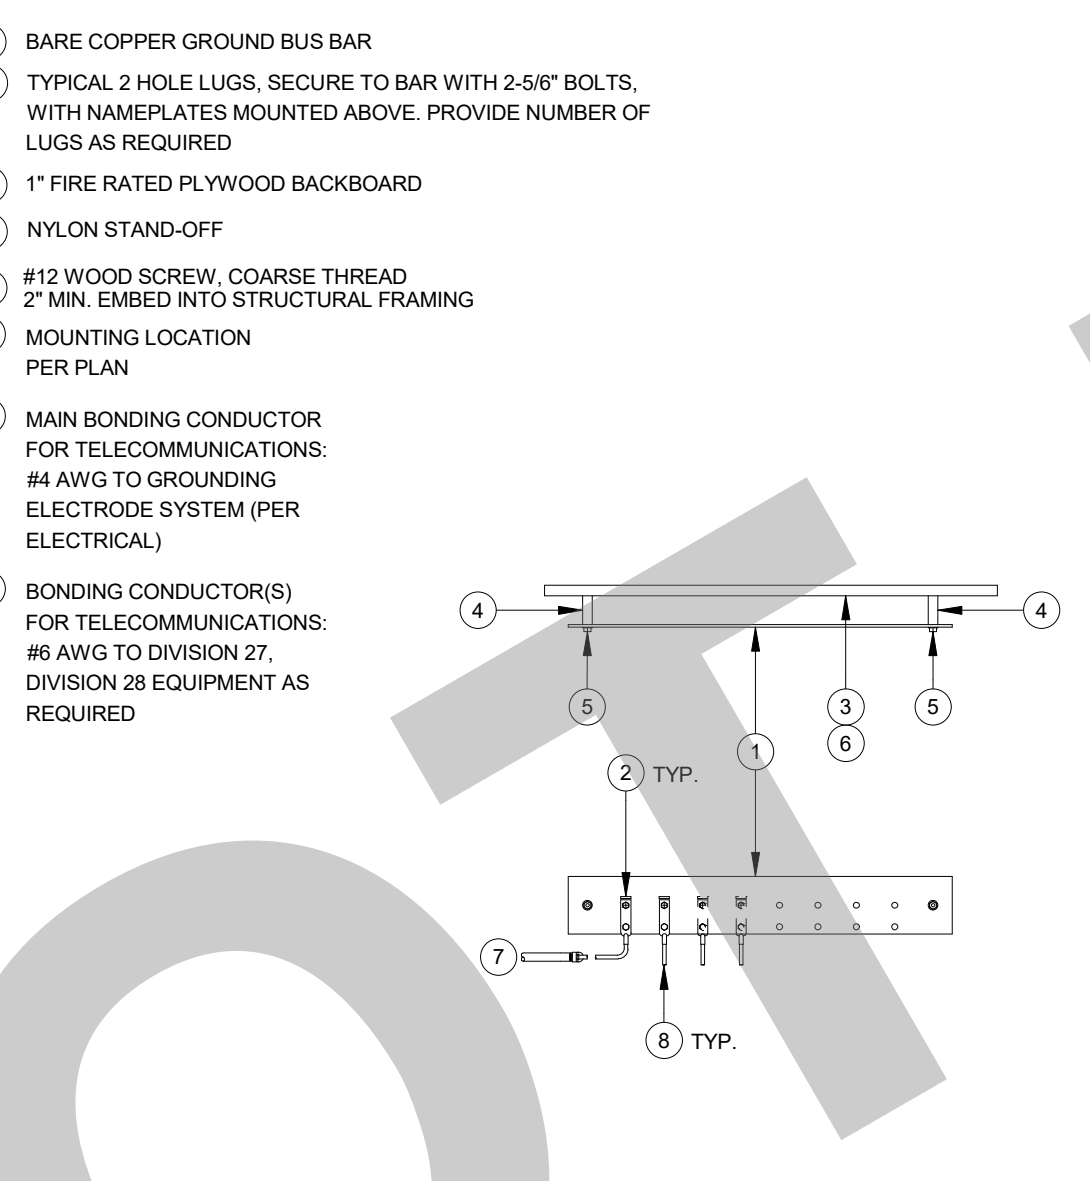 BARE COPPER GROUND BUS BAR
TYPICAL 2 HOLE LUGS, SECURE TO BAR WITH 2-5/6" BOLTS,
WITH NAMEPLATES MOUNTED ABOVE. PROVIDE NUMBER OF
LUGS AS REQUIRED
1" FIRE RATED PLYWOOD BACKBOARD
NYLON STAND-OFF
#12 WOOD SCREW, COARSE THREAD
2" MIN. EMBED INTO STRUCTURAL FRAMING
MOUNTING LOCATION
PER PLAN
MAIN BONDING CONDUCTOR
FOR TELECOMMUNICATIONS:
#4 AWG TO GROUNDING
ELECTRODE SYSTEM (PER
ELECTRICAL)
BONDING CONDUCTOR(S)
FOR TELECOMMUNICATIONS:
#6 AWG TO DIVISION 27,
DIVISION 28 EQUIPMENT AS
REQUIRED
4 4
5 3 5
6
1
2 TYP.
7
8 TYP.